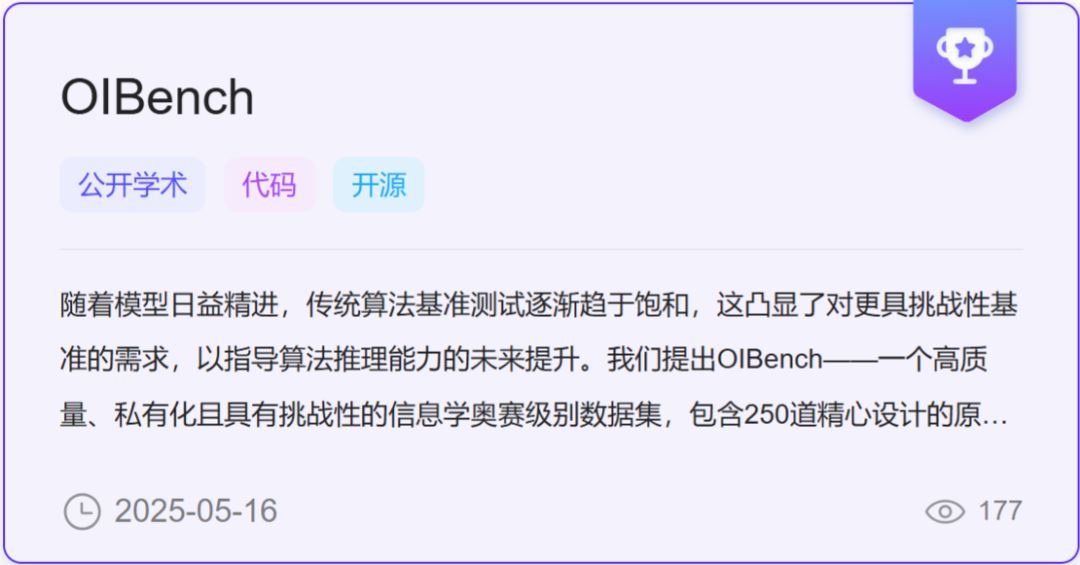 OIBench
公开学术 代码 开源
随着模型日益精进，传统算法基准测试逐渐趋于饱和，这凸显了对更具挑战性基
准的需求，以指导算法推理能力的未来提升。我们提出OIBench——一个高质
量、私有化且具有挑战性的信息学奥赛级别数据集，包含250道精心设计的原…
2025-05-16 177